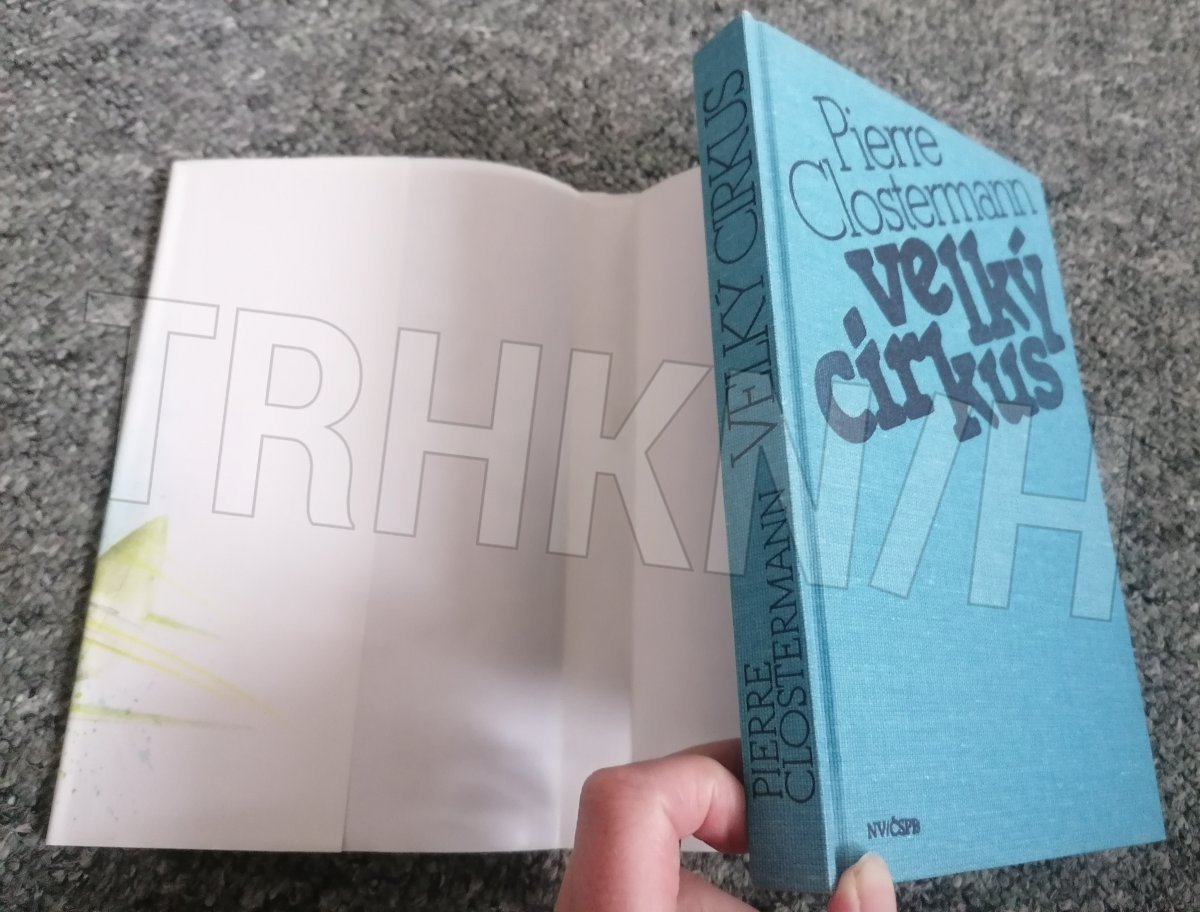 Pierre
Clostermann
velký
cirkus
NV/ČSPB
PIERRE
CLOSTERMANN VELKÝ CIRKUS
TRHKNIH